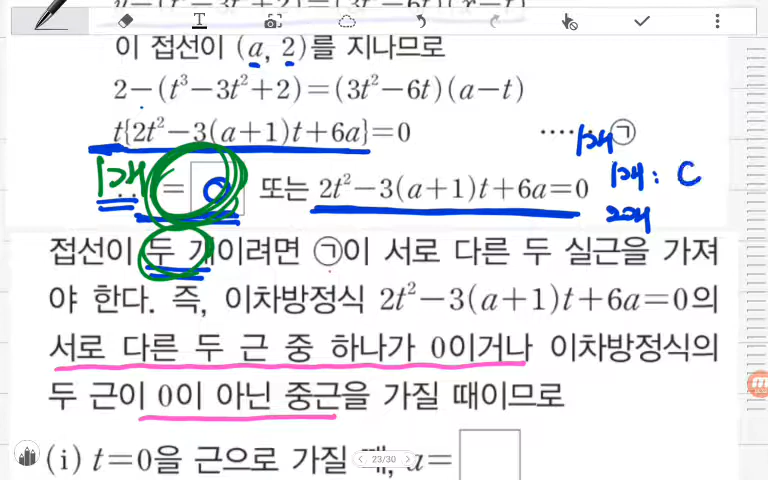 이 접선이 (a, 2)를 지나므로
2-(t³-3t²+2)=(3t²-6t)(a-t)
t{2t²-3(a+1)t+6a}=0 ····· ㉠
1개
1개 = 0 또는 2t²-3(a+1)t+6a=0
1개: C
2개
접선이 두 개이려면 ㉠이 서로 다른 두 실근을 가져
야 한다. 즉, 이차방정식 2t²-3(a+1)t+6a=0의
서로 다른 두 근 중 하나가 0이거나 이차방정식의
두 근이 0이 아닌 중근을 가질 때이므로
(i) t=0을 근으로 가질 때, a=
23/30